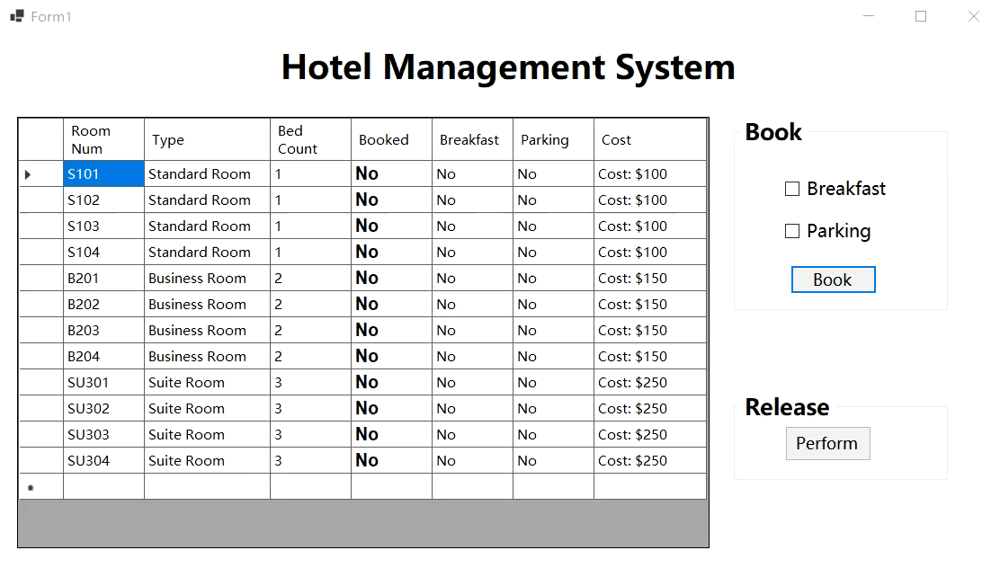 Form1
Hotel Management System
Room Num Type Bed Count Booked Breakfast Parking Cost
S101 Standard Room 1 No No No Cost: $100
S102 Standard Room 1 No No No Cost: $100
S103 Standard Room 1 No No No Cost: $100
S104 Standard Room 1 No No No Cost: $100
B201 Business Room 2 No No No Cost: $150
B202 Business Room 2 No No No Cost: $150
B203 Business Room 2 No No No Cost: $150
B204 Business Room 2 No No No Cost: $150
SU301 Suite Room 3 No No No Cost: $250
SU302 Suite Room 3 No No No Cost: $250
SU303 Suite Room 3 No No No Cost: $250
SU304 Suite Room 3 No No No Cost: $250
Book
Breakfast
Parking
Book
Release
Perform